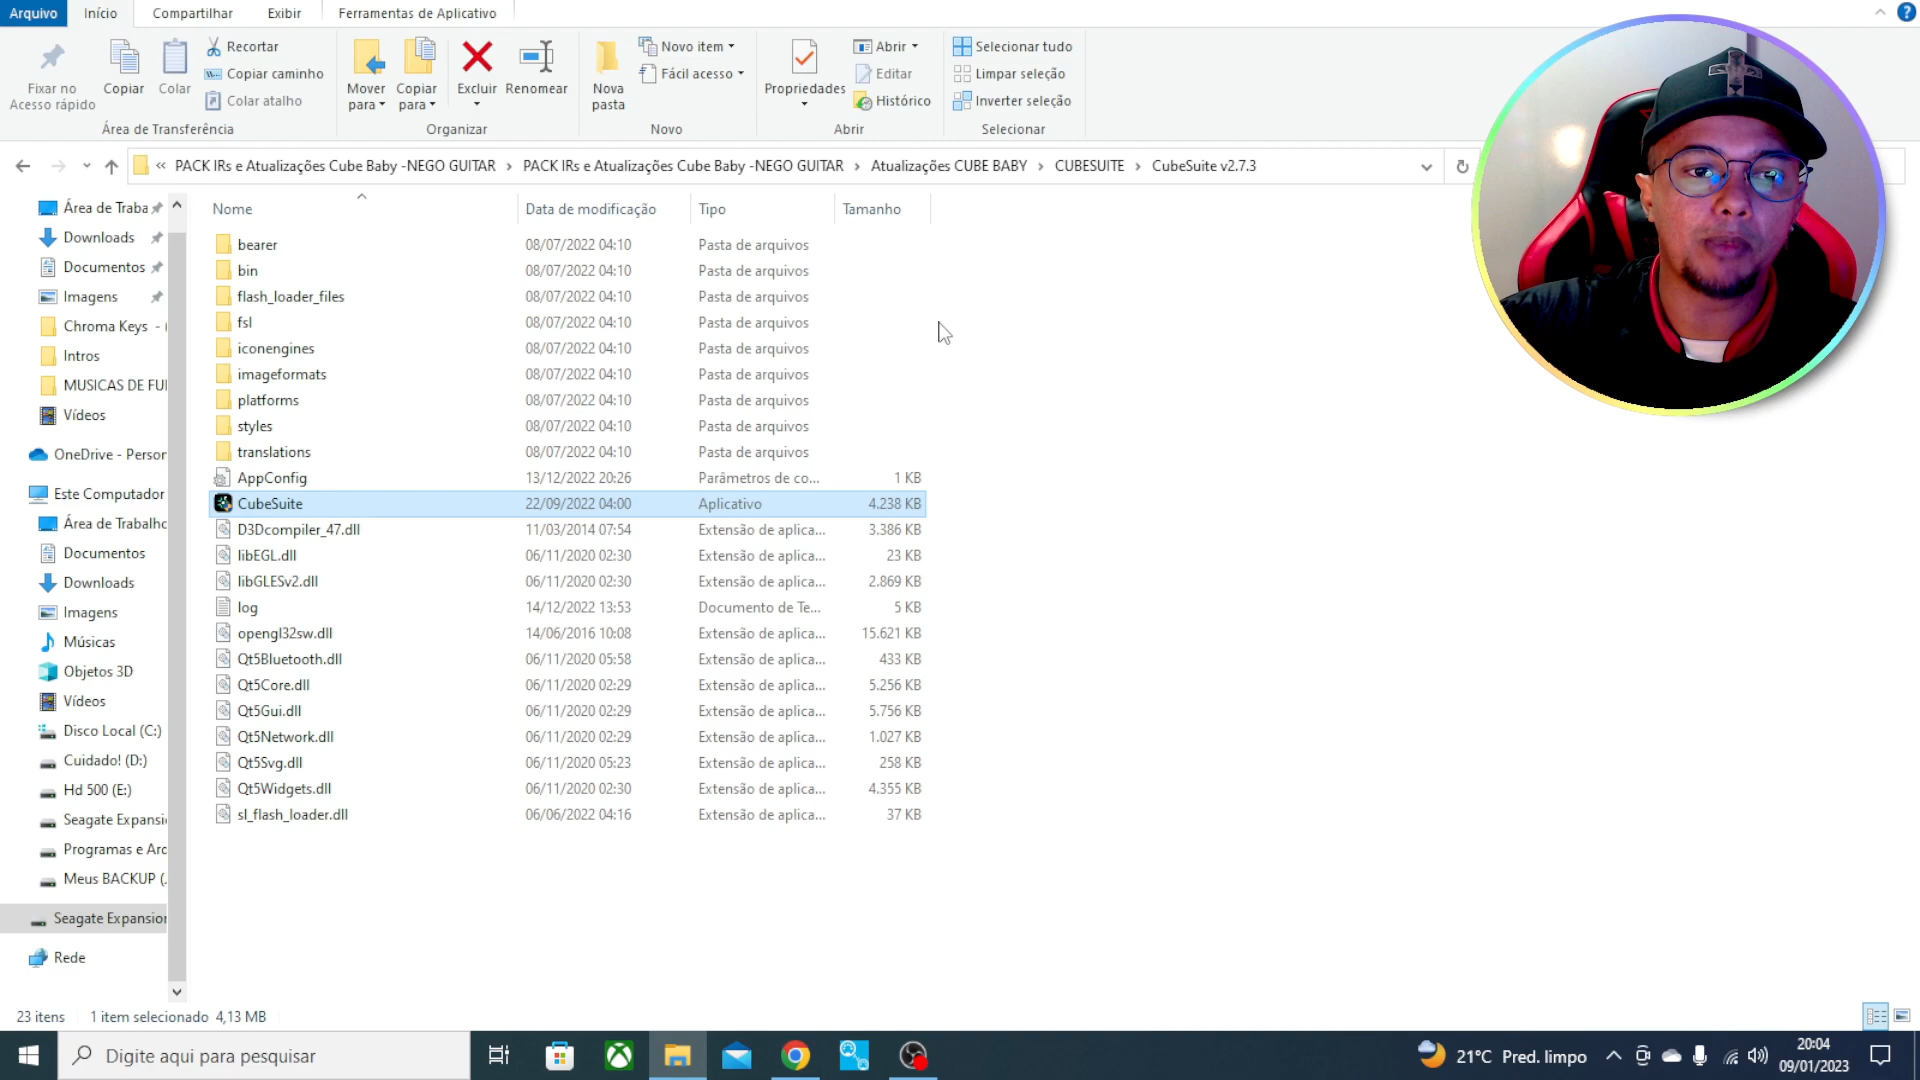 Arquivo Início Compartilhar Exibir Ferramentas de Aplicativo
Fixar no
Acesso rápido
Copiar
Colar
Recortar
Copiar caminho
Colar atalho
Área de Transferência
Mover
para
Copiar
para
Excluir
Renomear
Organizar
Nova
pasta
Novo item
Fácil acesso
Novo
Propriedades
Abrir
Editar
Histórico
Abrir
Selecionar tudo
Limpar seleção
Inverter seleção
Selecionar
« PACK IRs e Atualizações Cube Baby -NEGO GUITAR › PACK IRs e Atualizações Cube Baby -NEGO GUITAR › Atualizações CUBE BABY › CUBESUITE › CubeSuite v2.7.3
Área de Traba
Downloads
Documentos
Imagens
Chroma Keys - (
Intros
MUSICAS DE FUI
Vídeos
OneDrive - Person
Este Computador
Área de Trabalho
Documentos
Downloads
Imagens
Músicas
Objetos 3D
Vídeos
Disco Local (C:)
Cuidado! (D:)
Hd 500 (E:)
Seagate Expansi
Programas e Arc
Meus BACKUP (.
Seagate Expansion
Rede
Nome Data de modificação Tipo Tamanho
bearer 08/07/2022 04:10 Pasta de arquivos
bin 08/07/2022 04:10 Pasta de arquivos
flash_loader_files 08/07/2022 04:10 Pasta de arquivos
fsl 08/07/2022 04:10 Pasta de arquivos
iconengines 08/07/2022 04:10 Pasta de arquivos
imageformats 08/07/2022 04:10 Pasta de arquivos
platforms 08/07/2022 04:10 Pasta de arquivos
styles 08/07/2022 04:10 Pasta de arquivos
translations 08/07/2022 04:10 Pasta de arquivos
AppConfig 13/12/2022 20:26 Parâmetros de co... 1 KB
CubeSuite 22/09/2022 04:00 Aplicativo 4.238 KB
D3Dcompiler_47.dll 11/03/2014 07:54 Extensão de aplica... 3.386 KB
libEGL.dll 06/11/2020 02:30 Extensão de aplica... 23 KB
libGLESv2.dll 06/11/2020 02:30 Extensão de aplica... 2.869 KB
log 14/12/2022 13:53 Documento de Te... 5 KB
opengl32sw.dll 14/06/2016 10:08 Extensão de aplica... 15.621 KB
Qt5Bluetooth.dll 06/11/2020 05:58 Extensão de aplica... 433 KB
Qt5Core.dll 06/11/2020 02:29 Extensão de aplica... 5.256 KB
Qt5Gui.dll 06/11/2020 02:29 Extensão de aplica... 5.756 KB
Qt5Network.dll 06/11/2020 02:29 Extensão de aplica... 1.027 KB
Qt5Svg.dll 06/11/2020 05:23 Extensão de aplica... 258 KB
Qt5Widgets.dll 06/11/2020 02:30 Extensão de aplica... 4.355 KB
sl_flash_loader.dll 06/06/2022 04:16 Extensão de aplica... 37 KB
23 itens 1 item selecionado 4,13 MB
Digite aqui para pesquisar
21°C Pred. limpo
20:04
09/01/2023